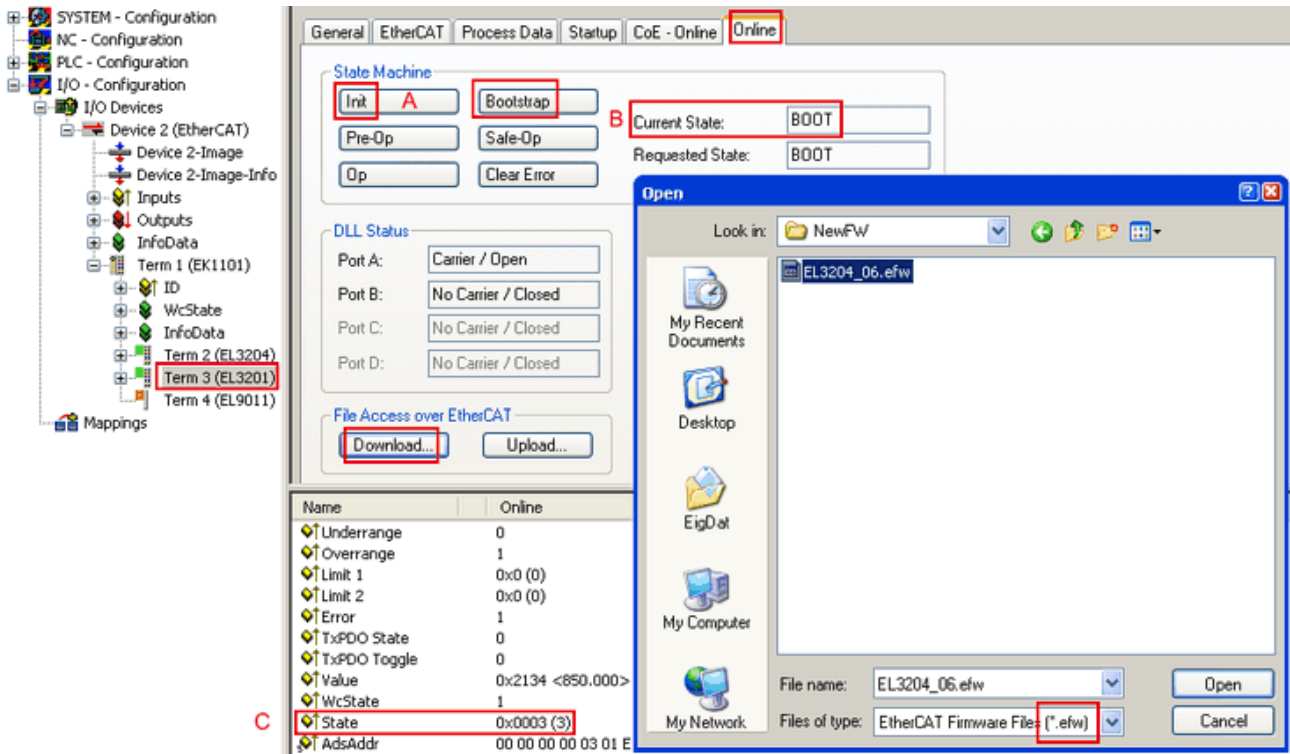 SYSTEM - Configuration
NC - Configuration
PLC - Configuration
I/O - Configuration
I/O Devices
Device 2 (EtherCAT)
Device 2-Image
Device 2-Image-Info
Inputs
Outputs
InfoData
Term 1 (EK1101)
ID
WcState
InfoData
Term 2 (EL3204)
Term 3 (EL3201)
Term 4 (EL9011)
Mappings
General EtherCAT Process Data Startup CoE - Online Online
State Machine
Init A Bootstrap
Pre-Op Safe-Op
Op Clear Error
B Current State: BOOT
Requested State: BOOT
DLL Status
Port A: Carrier / Open
Port B: No Carrier / Closed
Port C: No Carrier / Closed
Port D: No Carrier / Closed
File Access over EtherCAT
Download... Upload...
Name Online
Underrange 0
Overrange 1
Limit 1 0x0 (0)
Limit 2 0x0 (0)
Error 1
TxPDO State 0
TxPDO Toggle 0
Value 0x2134 <850.000>
WcState 1
C State 0x0003 (3)
AdsAddr 00 00 00 00 03 01 E
Open
Look in: NewFW
EL3204_06.efw
My Recent
Documents
Desktop
EigDat
My Computer
My Network
File name: EL3204_06.efw Open
Files of type: EtherCAT Firmware Files (*.efw) Cancel